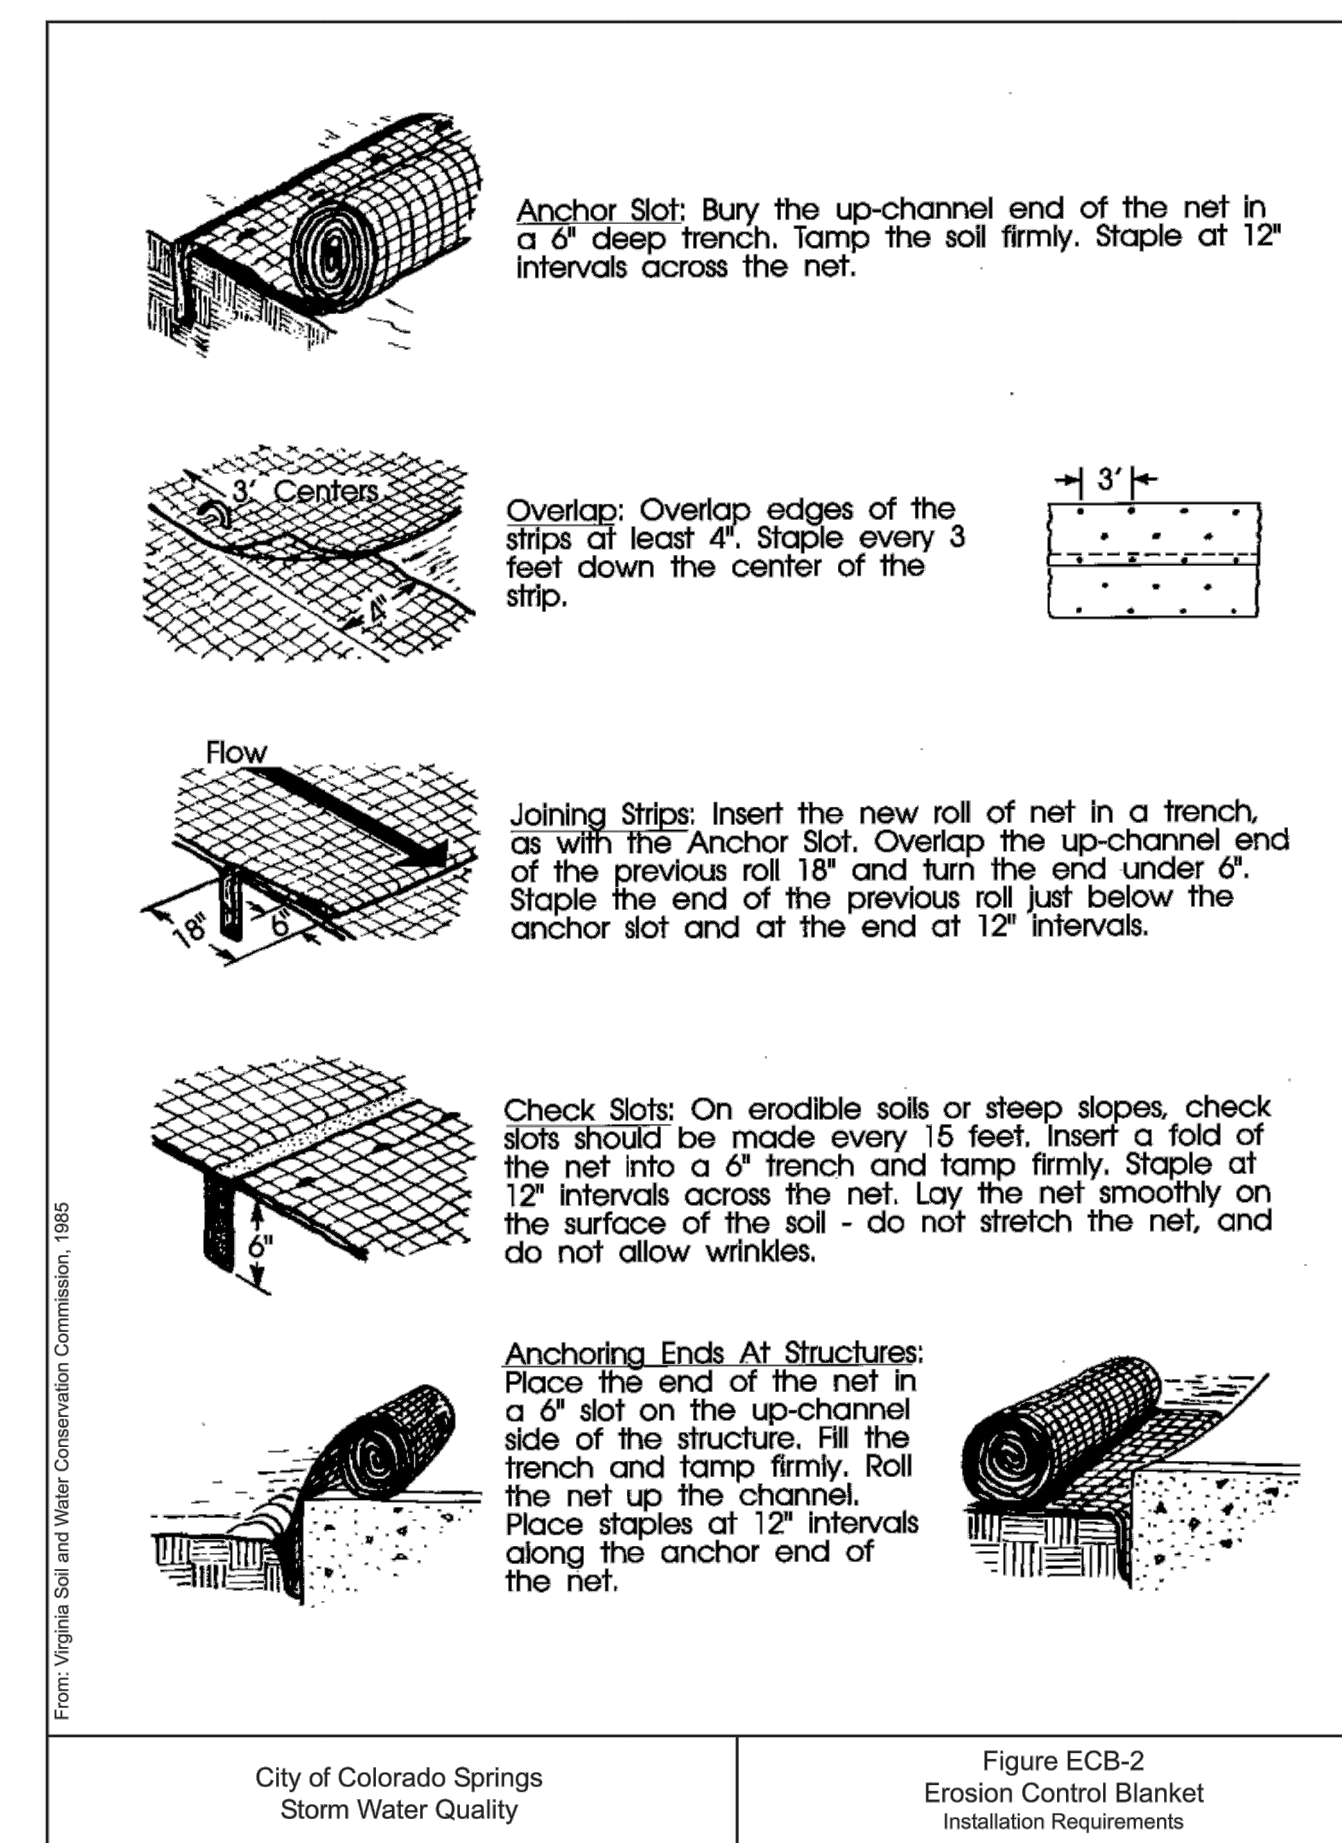 Anchor Slot: Bury the up-channel end of the net in
a 6" deep trench. Tamp the soil firmly. Staple at 12"
intervals across the net.
3' Centers
4"
Overlap: Overlap edges of the
strips at least 4". Staple every 3
feet down the center of the
strip.
3'
Flow
18"
6"
Joining Strips: Insert the new roll of net in a trench,
as with the Anchor Slot. Overlap the up-channel end
of the previous roll 18" and turn the end under 6".
Staple the end of the previous roll just below the
anchor slot and at the end at 12" intervals.
6"
Check Slots: On erodible soils or steep slopes, check
slots should be made every 15 feet. Insert a fold of
the net into a 6" trench and tamp firmly. Staple at
12" intervals across the net. Lay the net smoothly on
the surface of the soil - do not stretch the net, and
do not allow wrinkles.
Anchoring Ends At Structures:
Place the end of the net in
a 6" slot on the up-channel
side of the structure. Fill the
trench and tamp firmly. Roll
the net up the channel.
Place staples at 12" intervals
along the anchor end of
the net.
From: Virginia Soil and Water Conservation Commission, 1985
City of Colorado Springs
Storm Water Quality
Figure ECB-2
Erosion Control Blanket
Installation Requirements